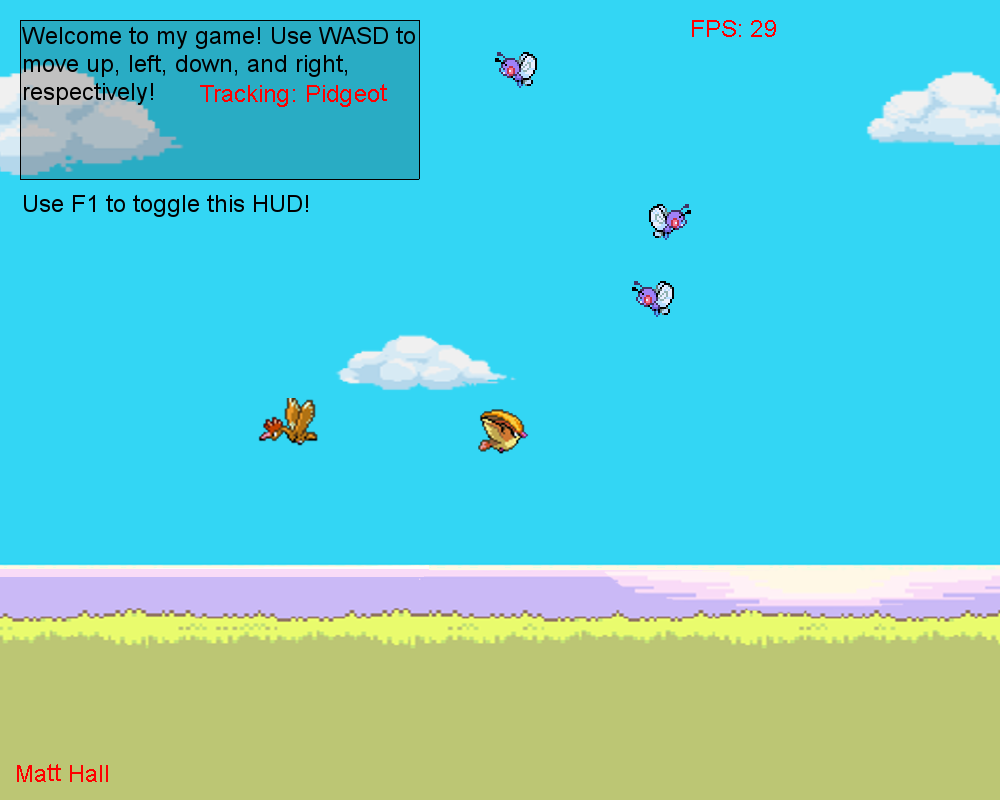 Welcome to my game! Use WASD to
move up, left, down, and right,
respectively!
Tracking: Pidgeot
Use F1 to toggle this HUD!
FPS: 29
Matt Hall